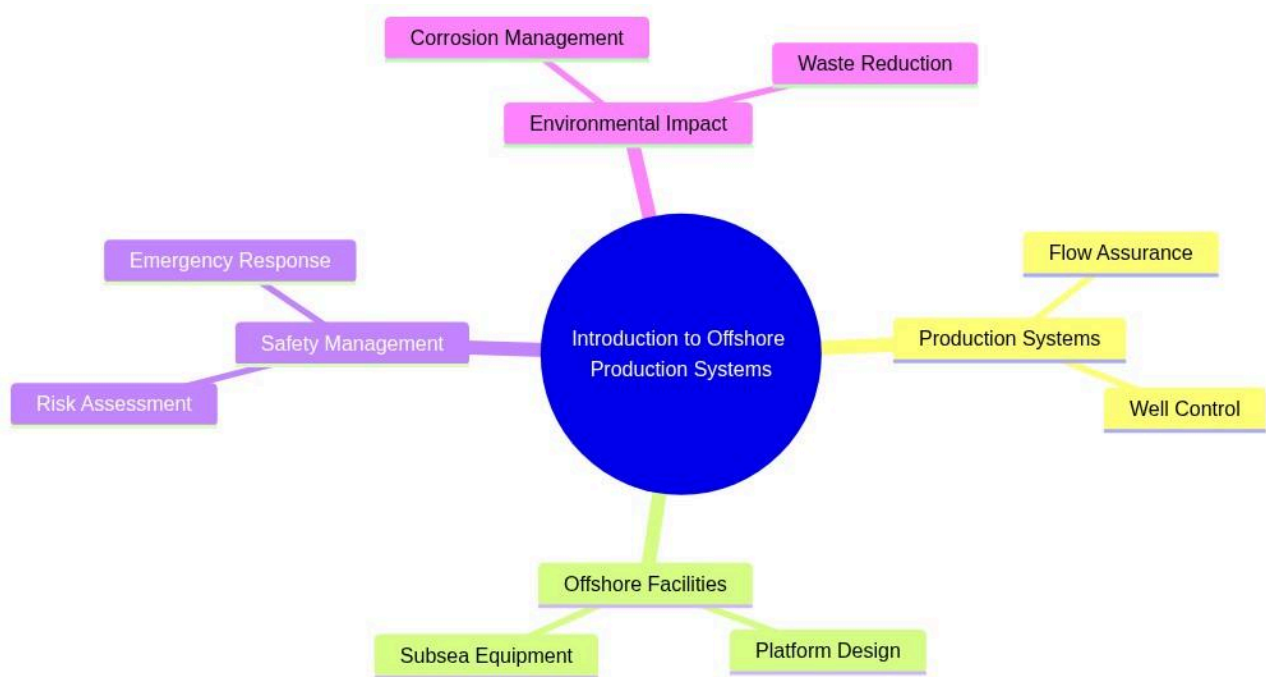 Corrosion Management
Waste Reduction
Environmental Impact
Emergency Response
Flow Assurance
Safety Management
Introduction to Offshore
Production Systems
Production Systems
Risk Assessment
Well Control
Offshore Facilities
Subsea Equipment
Platform Design